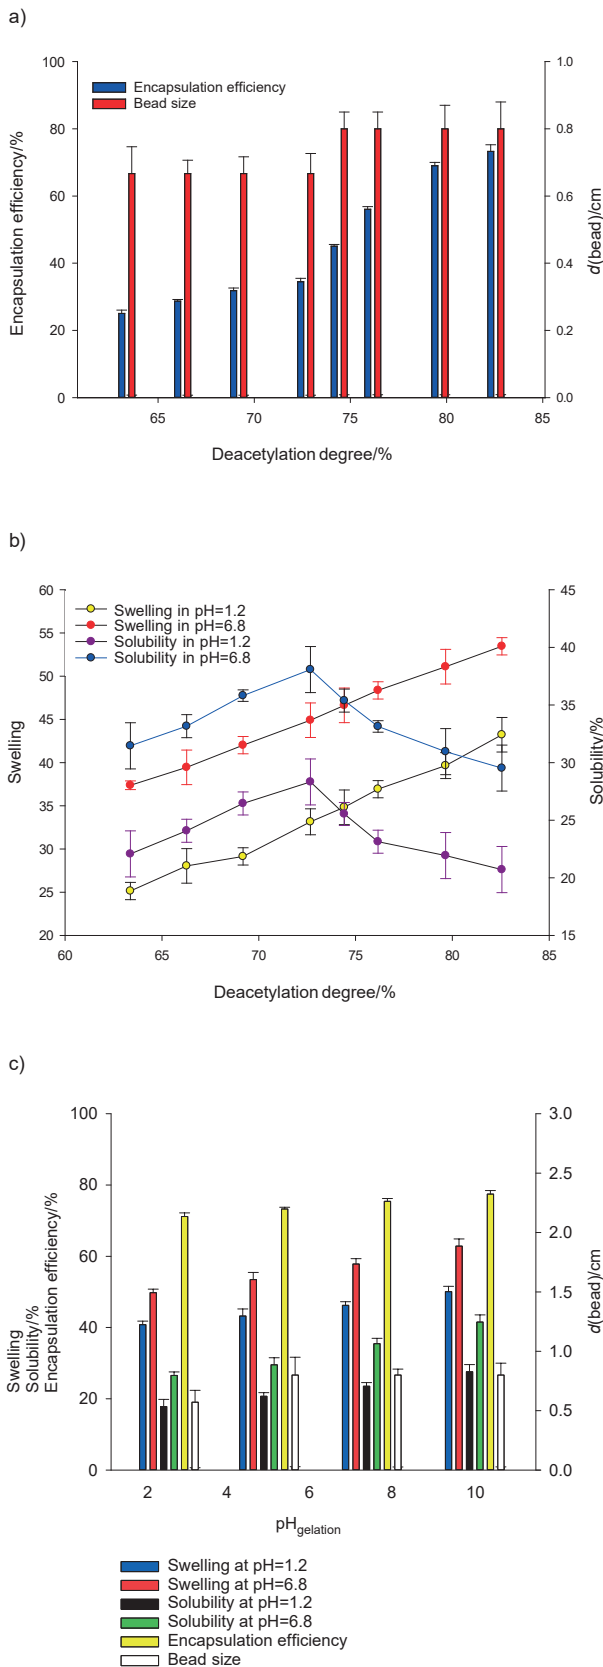 a)
Encapsulation efficiency
Bead size
100
80
60
40
20
0
Encapsulation efficiency/%
1.0
0.8
0.6
0.4
0.2
0.0
d(bead)/cm
65 70 75 80 85
Deacetylation degree/%
b)
Swelling in pH=1.2
Swelling in pH=6.8
Solubility in pH=1.2
Solubility in pH=6.8
60
55
50
45
40
35
30
25
20
Swelling
45
40
35
30
25
20
15
Solubility/%
60 65 70 75 80 85
Deacetylation degree/%
c)
100
80
60
40
20
0
Swelling
Solubility/%
Encapsulation efficiency/%
3.0
2.5
2.0
1.5
1.0
0.5
0.0
d(bead)/cm
2 4 6 8 10
pHgelation
Swelling at pH=1.2
Swelling at pH=6.8
Solubility at pH=1.2
Solubility at pH=6.8
Encapsulation efficiency
Bead size